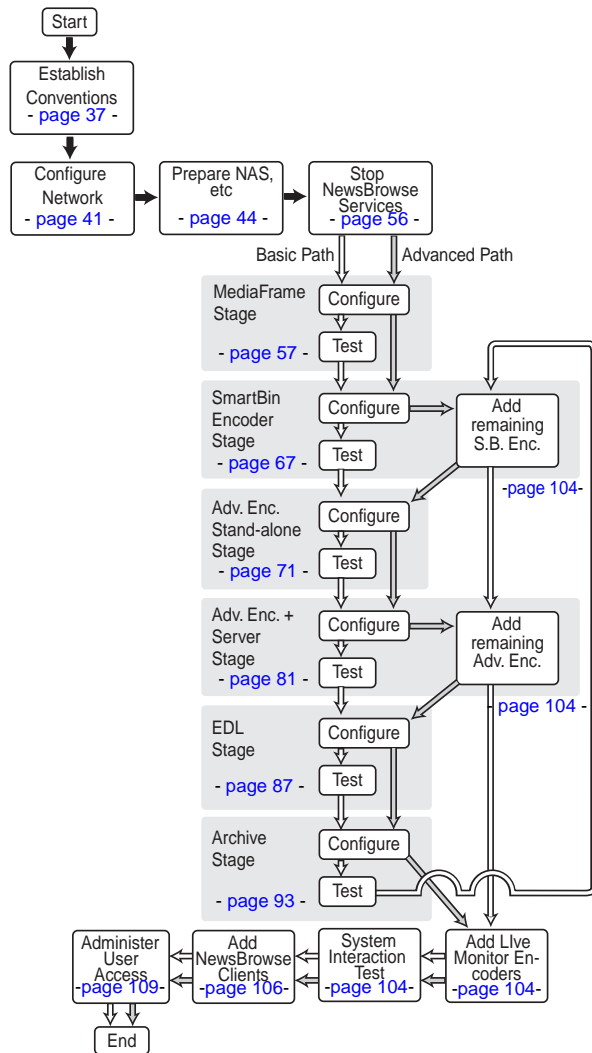 Start
Establish
Conventions
- page 37 -
Configure
Network
- page 41 -
Prepare NAS,
etc
- page 44 -
Stop
NewsBrowse
Services
- page 56 -
Basic Path
Advanced Path
MediaFrame
Stage
- page 57 -
Configure
Test
SmartBin
Encoder
Stage
- page 67 -
Configure
Test
Add
remaining
S.B. Enc.
-page 104-
Adv. Enc.
Stand-alone
Stage
- page 71 -
Configure
Test
Adv. Enc. +
Server
Stage
- page 81 -
Configure
Test
Add
remaining
Adv. Enc.
- page 104 -
EDL
Stage
- page 87 -
Configure
Test
Archive
Stage
- page 93 -
Configure
Test
Administer
User
Access
-page 109-
Add
NewsBrowse
Clients
-page 106-
System
Interaction
Test
-page 104-
Add LIve
Monitor En-
coders
-page 104-
End